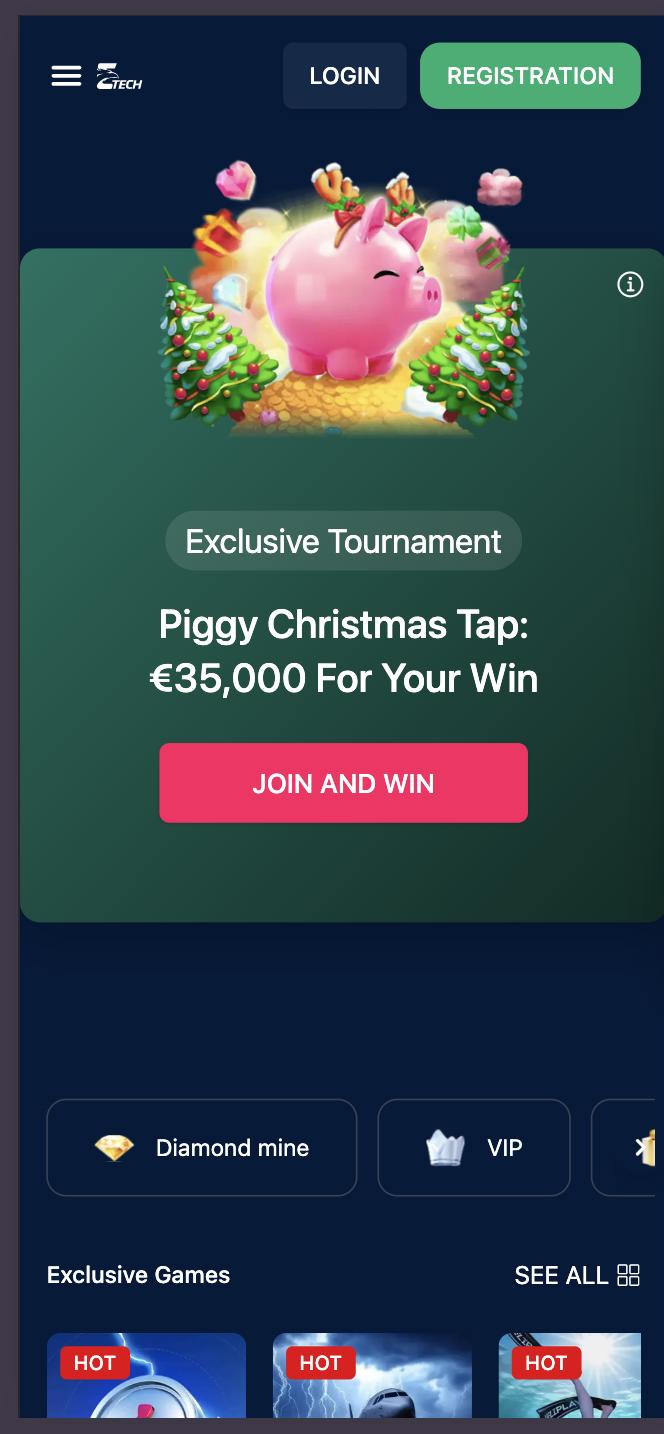 ZTECH
LOGIN
REGISTRATION
Exclusive Tournament
Piggy Christmas Tap:
€35,000 For Your Win
JOIN AND WIN
Diamond mine
VIP
Exclusive Games
SEE ALL
HOT
HOT
HOT